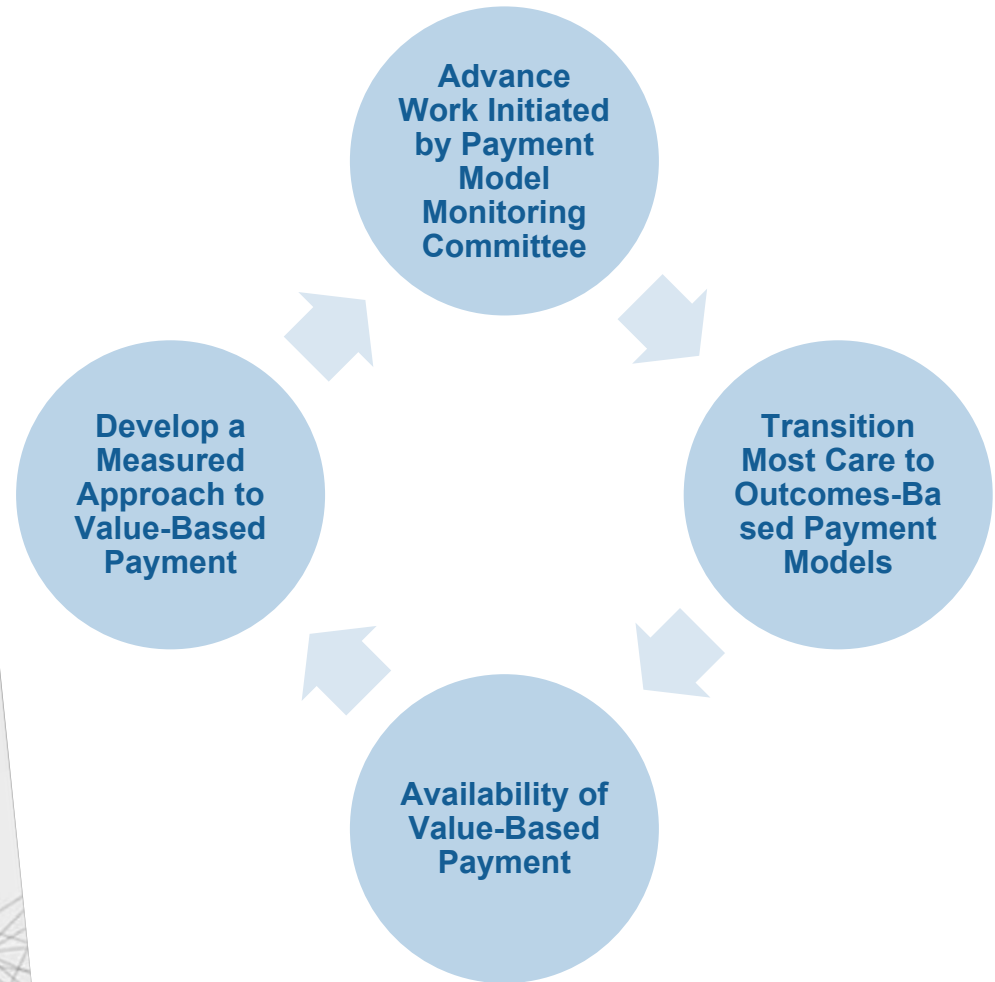 Advance
Work Initiated
by Payment
Model
Monitoring
Committee
Develop a
Measured
Approach to
Value-Based
Payment
Transition
Most Care to
Outcomes-Ba
sed Payment
Models
Availability of
Value-Based
Payment